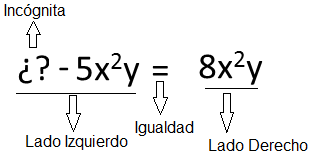 Incógnita
¿? - 5x²y = 8x²y
Igualdad
Lado Izquierdo
Lado Derecho